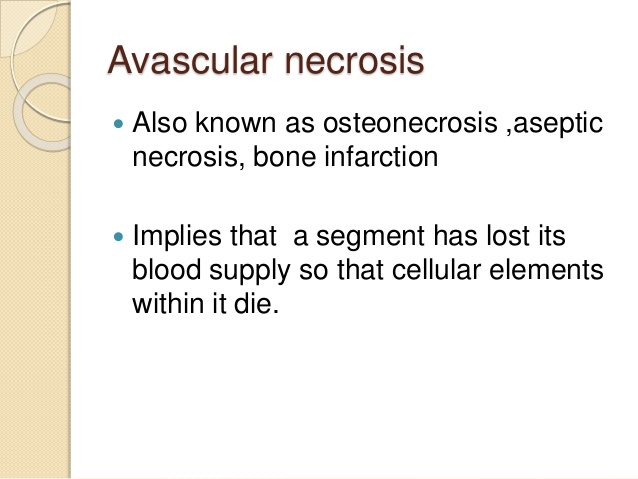 Avascular necrosis
Also known as osteonecrosis ,aseptic
necrosis, bone infarction
Implies that  a segment has lost its
blood supply so that cellular elements
within it die.